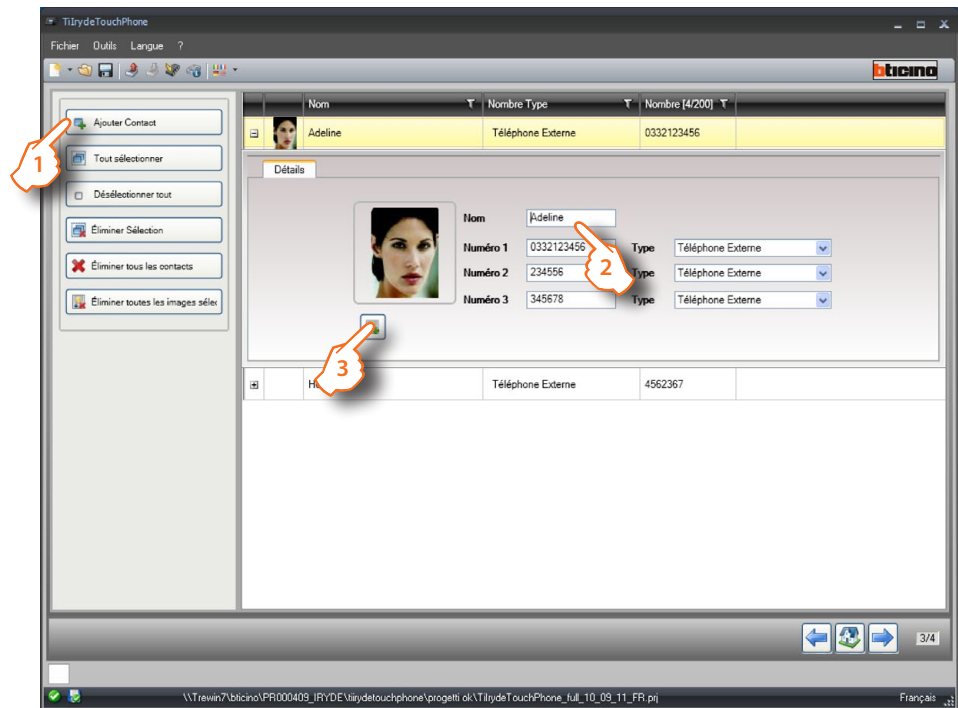 TiIrydeTouchPhone
Fichier Outils Langue ?
bticino
Nom Nombre Type Nombre [4/200]
Ajouter Contact
Adeline Téléphone Externe 0332123456
1
Tout sélectionner
Détails
Désélectionner tout
Nom Adeline
Éliminer Sélection
Numéro 1 0332123456 Type Téléphone Externe
2
Éliminer tous les contacts
Numéro 2 234556 Type Téléphone Externe
Éliminer toutes les images sélec
Numéro 3 345678 Type Téléphone Externe
3
Téléphone Externe 4562367
3/4
\\Trewin7\bticino\PR000409_IRYDE\tiirydetouchphone\progetti ok\TiIrydeTouchPhone_full_10_09_11_FR.prj Français